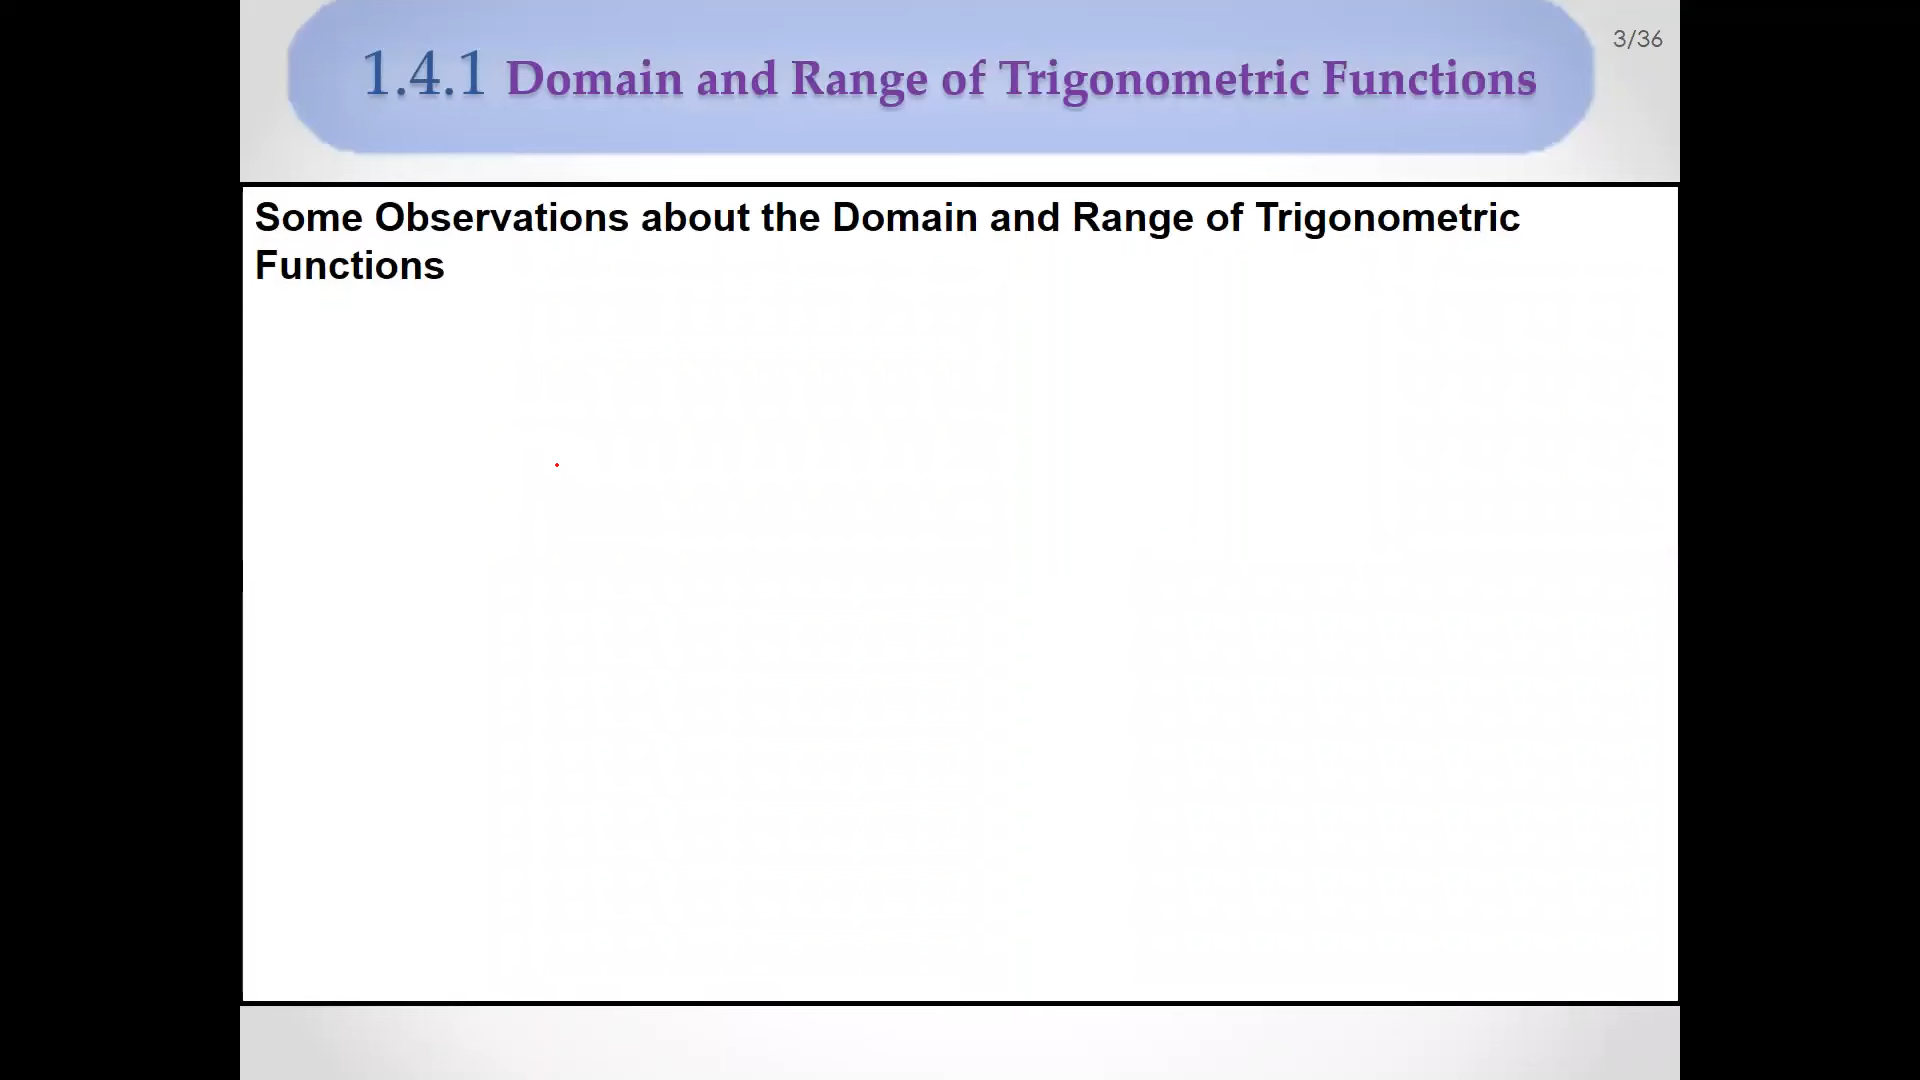 1.4.1 Domain and Range of Trigonometric Functions
3/36
Some Observations about the Domain and Range of Trigonometric
Functions